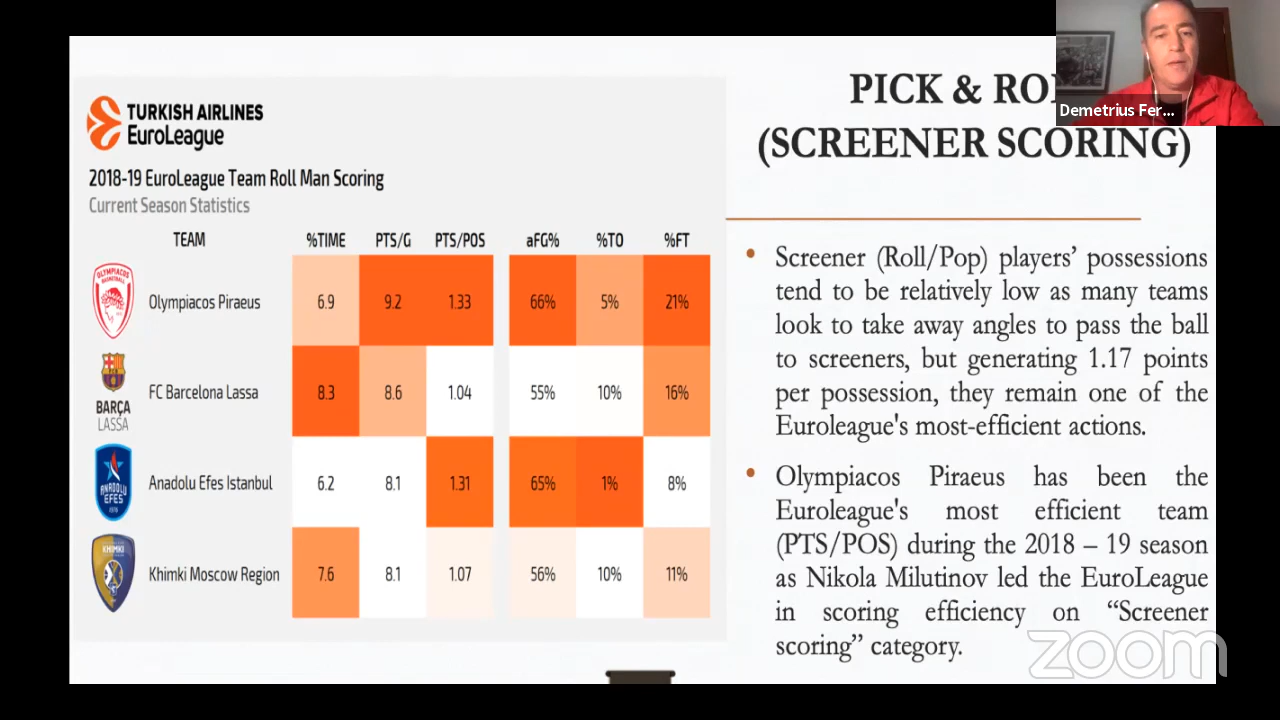 TURKISH AIRLINES
EuroLeague
2018-19 EuroLeague Team Roll Man Scoring
Current Season Statistics
TEAM %TIME PTS/G PTS/POS aFG% %TO %FT
OLYMPIACOS
Olympiacos Piraeus 6.9 9.2 1.33 66% 5% 21%
BARÇA
LASSA
FC Barcelona Lassa 8.3 8.6 1.04 55% 10% 16%
ANADOLU
EFES
Anadolu Efes Istanbul 6.2 8.1 1.31 65% 1% 8%
KHIMKI
Khimki Moscow Region 7.6 8.1 1.07 56% 10% 11%
PICK & RO
(SCREENER SCORING)
Demetrius Fer...
• Screener (Roll/Pop) players’ possessions
tend to be relatively low as many teams
look to take away angles to pass the ball
to screeners, but generating 1.17 points
per possession, they remain one of the
Euroleague's most-efficient actions.
• Olympiacos Piraeus has been the
Euroleague's most efficient team
(PTS/POS) during the 2018 – 19 season
as Nikola Milutinov led the EuroLeague
in scoring efficiency on “Screener
scoring” category.
zoom